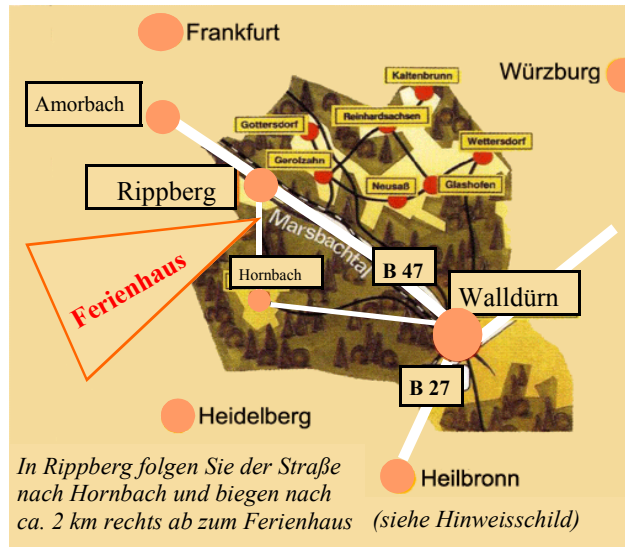 Frankfurt
Würzburg
Kaltenbrunn
Amorbach
Reinhardsachsen
Gottersdorf
Wettersdorf
Gerolzahn
Rippberg
Neusaß
Glashofen
Marsbachtal
Ferienhaus
Hornbach
B 47
Walldürn
B 27
Heidelberg
Heilbronn
In Rippberg folgen Sie der Straße
nach Hornbach und biegen nach
ca. 2 km rechts ab zum Ferienhaus
(siehe Hinweisschild)